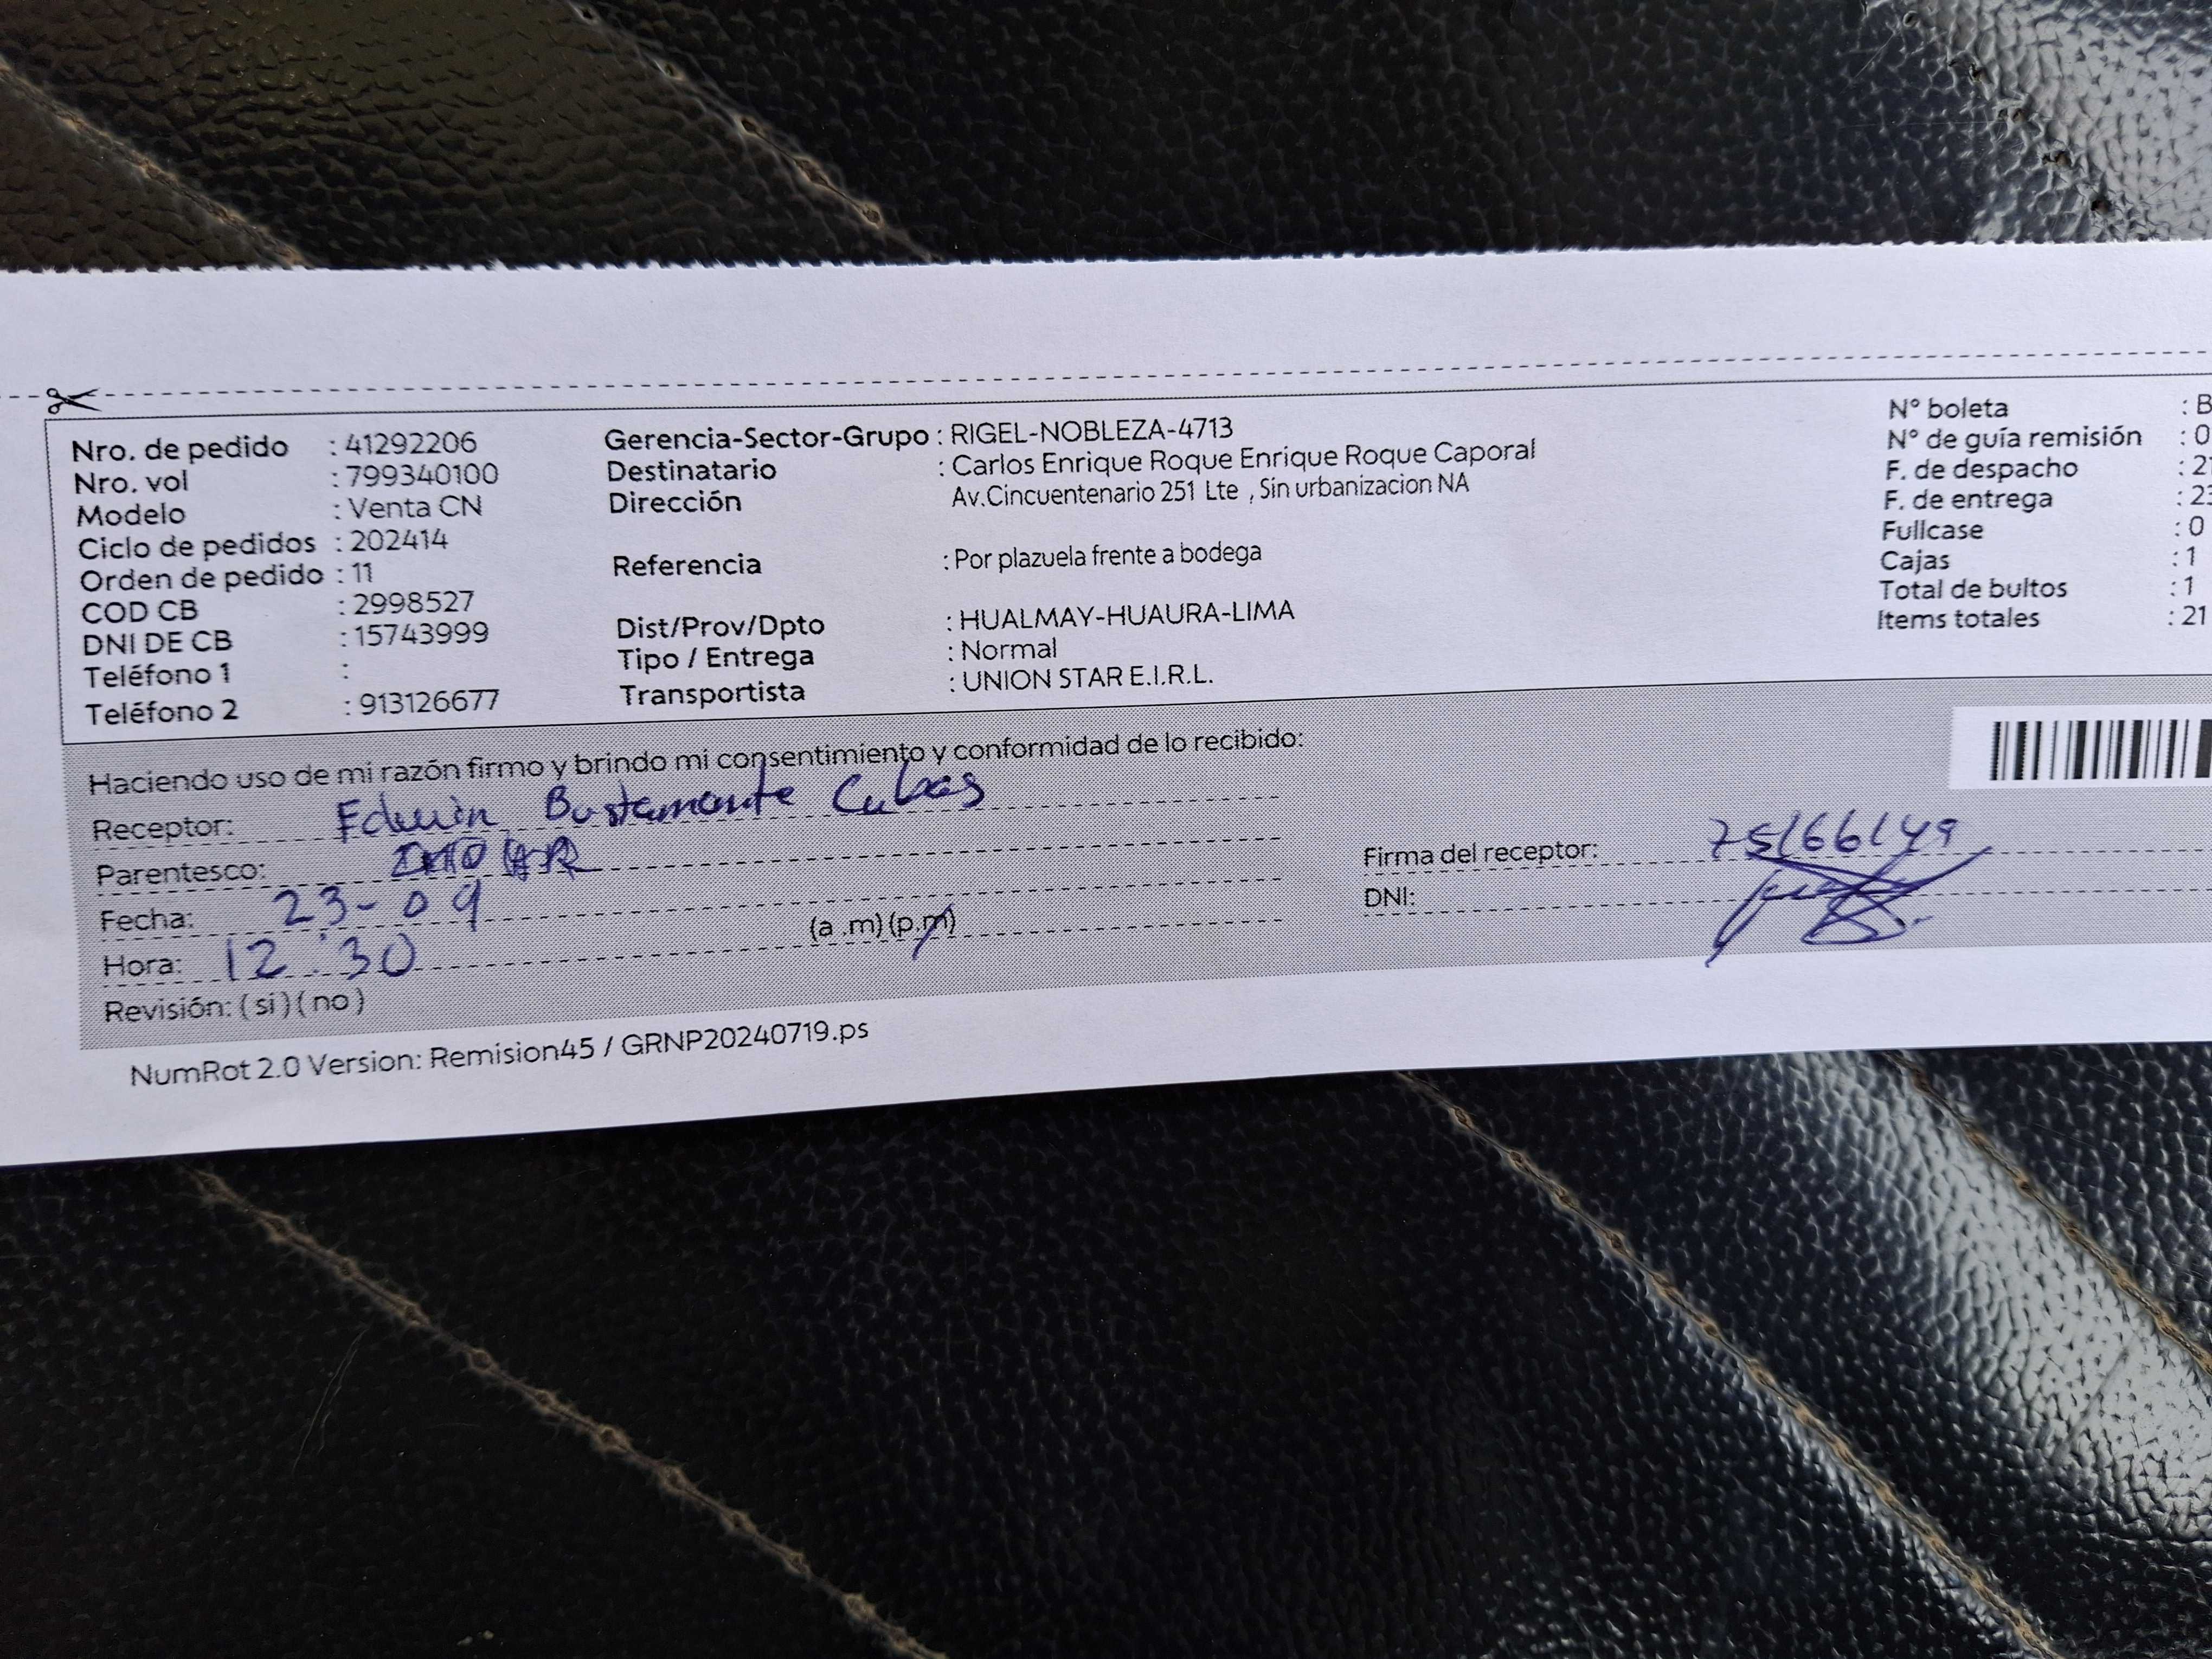 Nro. de pedido : 41292206
Nro. vol : 799340100
Modelo : Venta CN
Ciclo de pedidos : 202414
Orden de pedido : 11
COD CB : 2998527
DNI DE CB : 15743999
Teléfono 1 :
Teléfono 2 : 913126677
Gerencia-Sector-Grupo : RIGEL-NOBLEZA-4713
Destinatario : Carlos Enrique Roque Enrique Roque Caporal
Dirección Av.Cincuentenario 251 Lte , Sin urbanizacion NA
Referencia : Por plazuela frente a bodega
Dist/Prov/Dpto : HUALMAY-HUAURA-LIMA
Tipo / Entrega : Normal
Transportista : UNION STAR E.I.R.L.
N° boleta : B
N° de guía remisión : 0
F. de despacho : 2
F. de entrega : 23
Fullcase : 0
Cajas : 1
Total de bultos : 1
Items totales : 21
Haciendo uso de mi razón firmo y brindo mi consentimiento y conformidad de lo recibido:
Receptor: Edwin Bustamante Cubas
Parentesco:
Fecha: 23-09
Hora: 12:30 (a .m) (p.m)
Revisión: ( si ) ( no )
Firma del receptor: 75166149
DNI:
NumRot 2.0 Version: Remision45 / GRNP20240719.ps